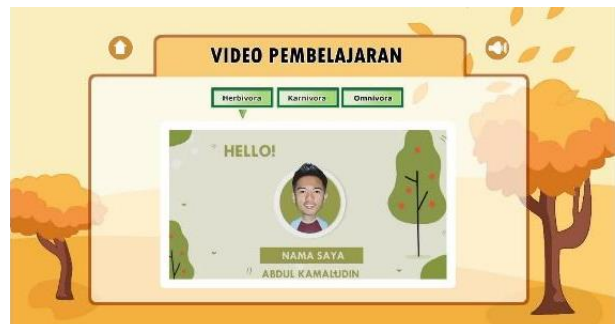 VIDEO PEMBELAJARAN
Herbivora Karnivora Omnivora
HELLO!
NAMA SAYA
ABDUL KAMALUDIN